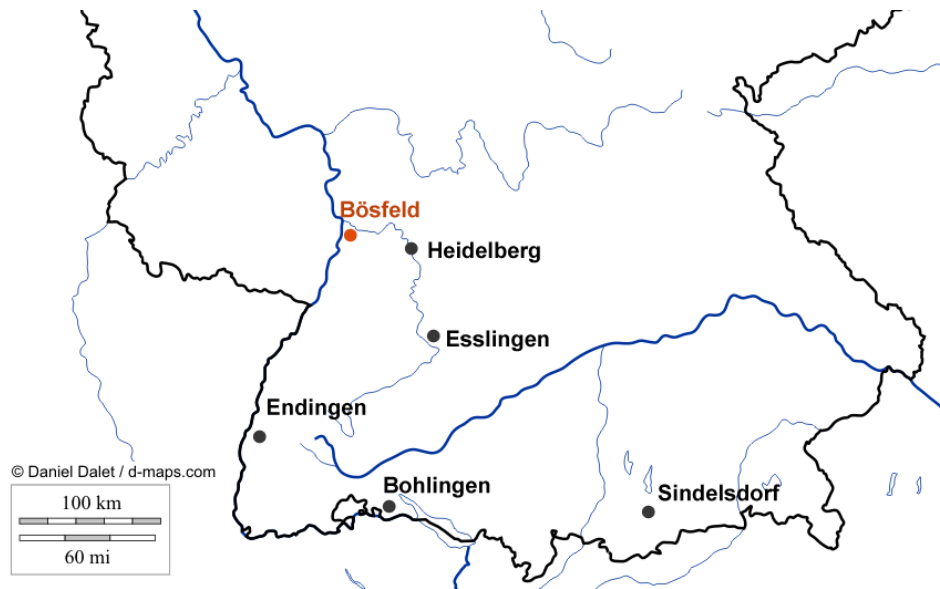 Bösfeld
Heidelberg
Esslingen
Endingen
Bohlingen
Sindelsdorf
© Daniel Dalet / d-maps.com
100 km
60 mi